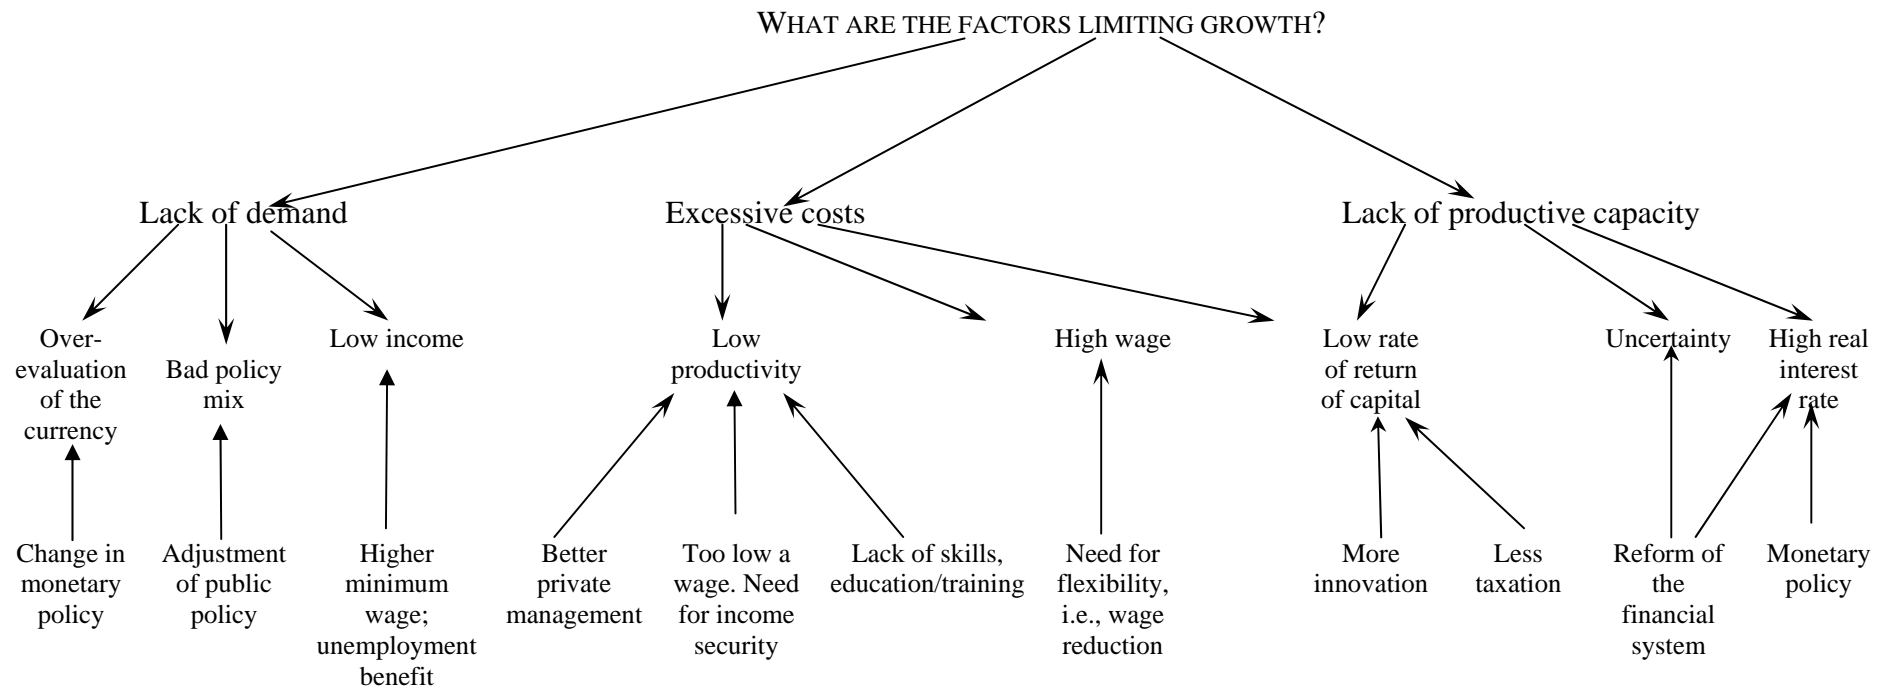 WHAT ARE THE FACTORS LIMITING GROWTH?
Lack of demand
Excessive costs
Lack of productive capacity
Over-
evaluation
of the
currency
Bad policy
mix
Low income
Low
productivity
High wage
Low rate
of return
of capital
Uncertainty
High real
interest
rate
Change in
monetary
policy
Adjustment
of public
policy
Higher
minimum
wage;
unemployment
benefit
Better
private
management
Too low a
wage. Need
for income
security
Lack of skills,
education/training
Need for
flexibility,
i.e., wage
reduction
More
innovation
Less
taxation
Reform of
the
financial
system
Monetary
policy